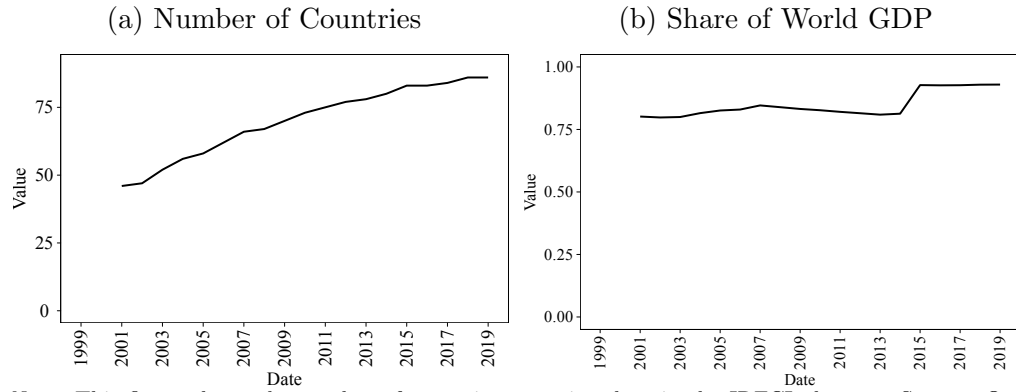 (a) Number of Countries
75
50
25
0
Value
1999 2001 2003 2005 2007 2009 2011 2013 2015 2017 2019
Date
(b) Share of World GDP
1.00
0.75
0.50
0.25
0.00
Value
1999 2001 2003 2005 2007 2009 2011 2013 2015 2017 2019
Date